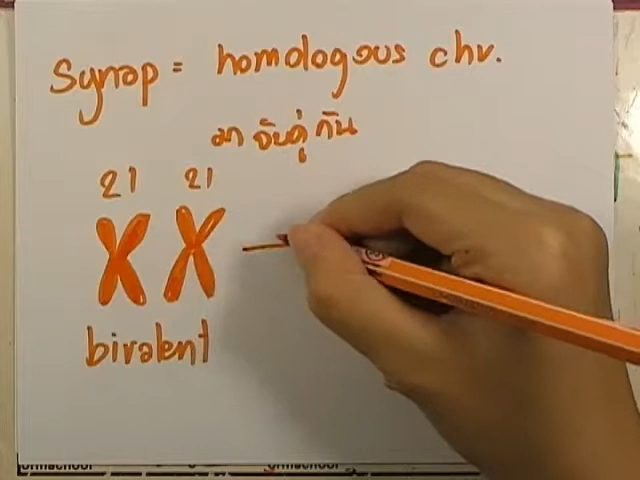 Synap = homologous chr.
มา จับคู่ กัน
21 21
bivalent